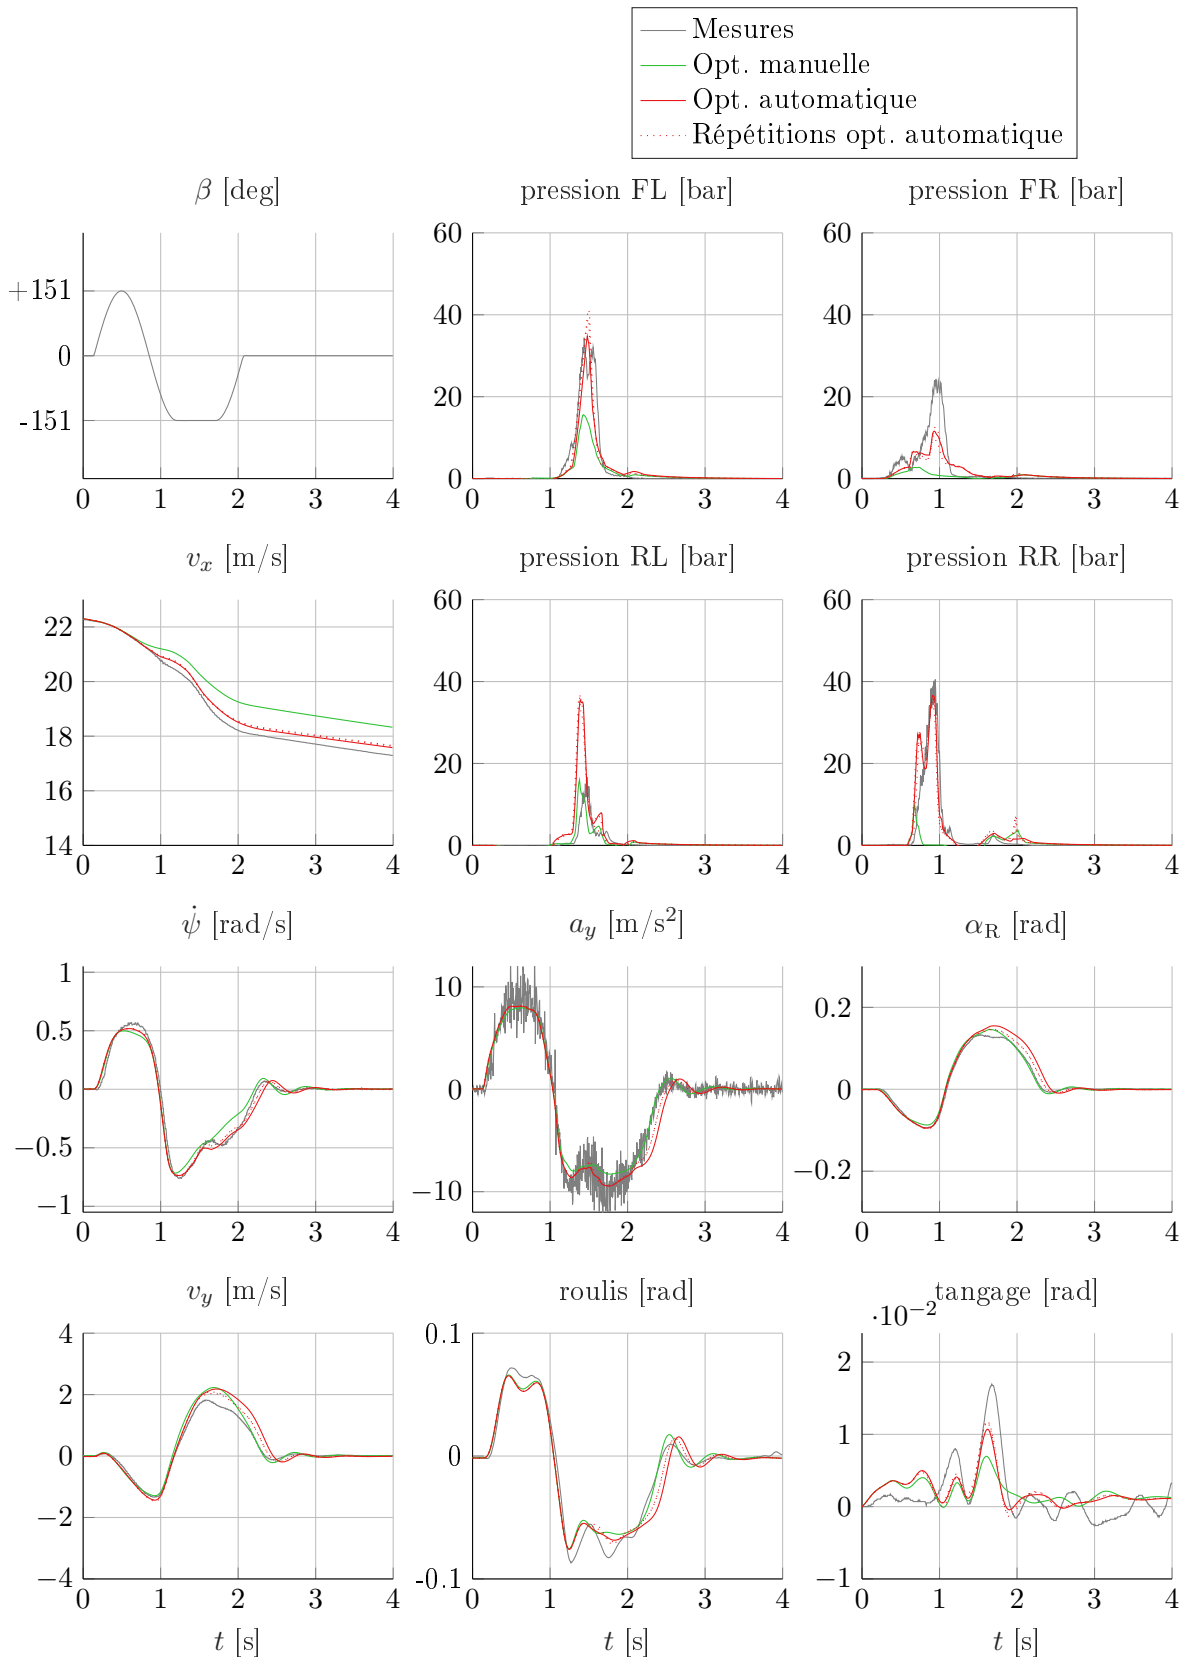 Mesures
Opt. manuelle
Opt. automatique
Répétitions opt. automatique
β [deg]
pression FL [bar]
pression FR [bar]
+151
0
-151
0 1 2 3 4
60
40
20
0
0 1 2 3 4
60
40
20
0
0 1 2 3 4
v_x [m/s]
pression RL [bar]
pression RR [bar]
22
20
18
16
14
0 1 2 3 4
60
40
20
0
0 1 2 3 4
60
40
20
0
0 1 2 3 4
ψ̇ [rad/s]
a_y [m/s²]
α_R [rad]
1
0.5
0
−0.5
−1
0 1 2 3 4
10
0
−10
0 1 2 3 4
0.2
0
−0.2
0 1 2 3 4
v_y [m/s]
roulis [rad]
tangage [rad]
4
2
0
−2
−4
0 1 2 3 4
t [s]
0.1
0
-0.1
0 1 2 3 4
t [s]
·10⁻²
2
1
0
−1
0 1 2 3 4
t [s]